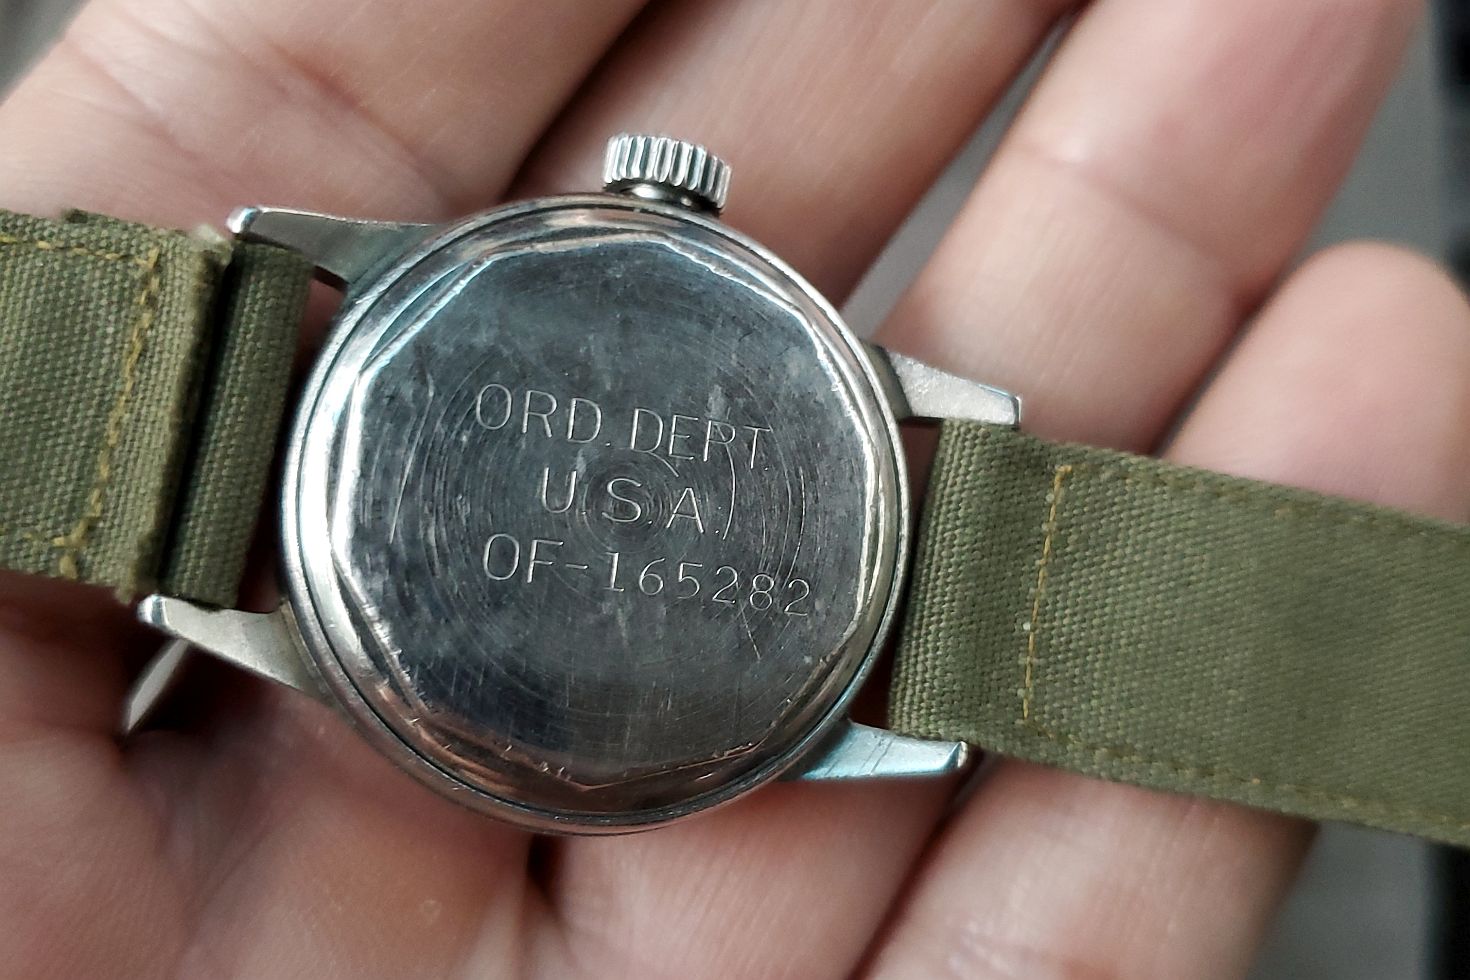 ORD. DEPT.
U.S.A.
OF-165282